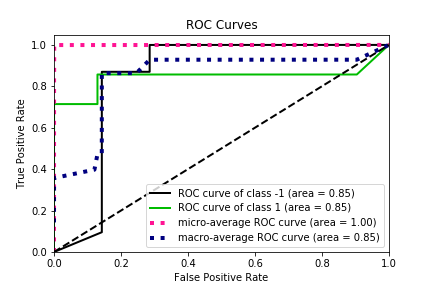 ROC Curves
1.0
0.8
0.6
0.4
0.2
0.0
True Positive Rate
ROC curve of class -1 (area = 0.85)
ROC curve of class 1 (area = 0.85)
micro-average ROC curve (area = 1.00)
macro-average ROC curve (area = 0.85)
0.0 0.2 0.4 0.6 0.8 1.0
False Positive Rate